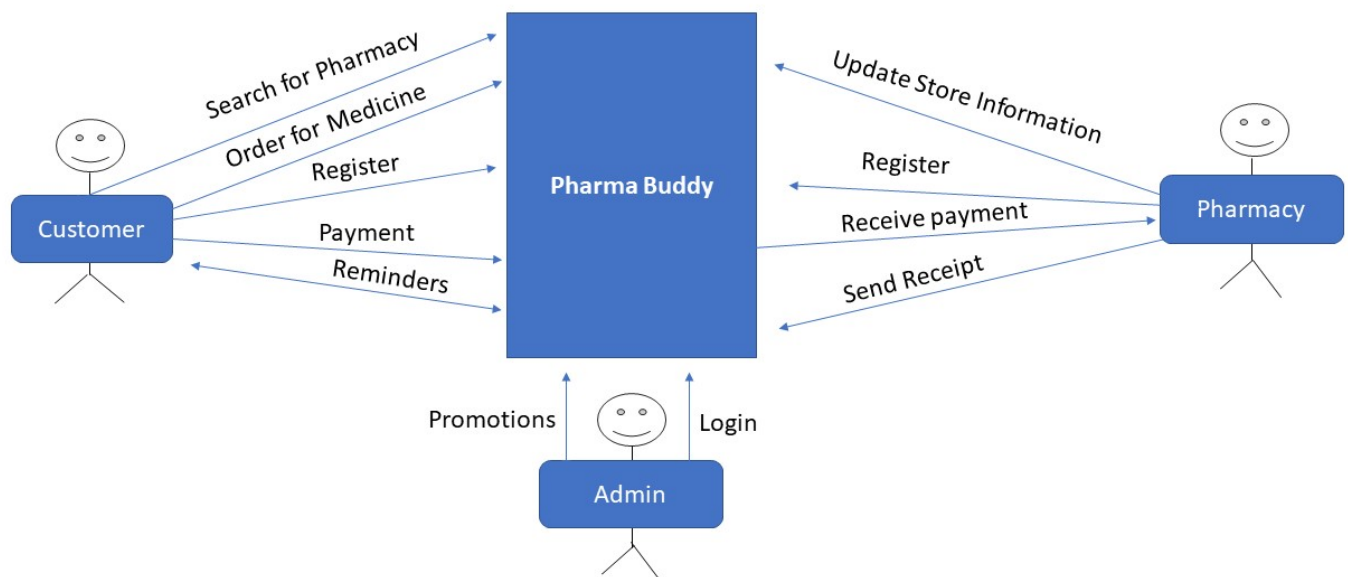 Search for Pharmacy
Order for Medicine
Register
Customer
Payment
Reminders
Pharma Buddy
Update Store Information
Register
Pharmacy
Receive payment
Send Receipt
Promotions
Login
Admin